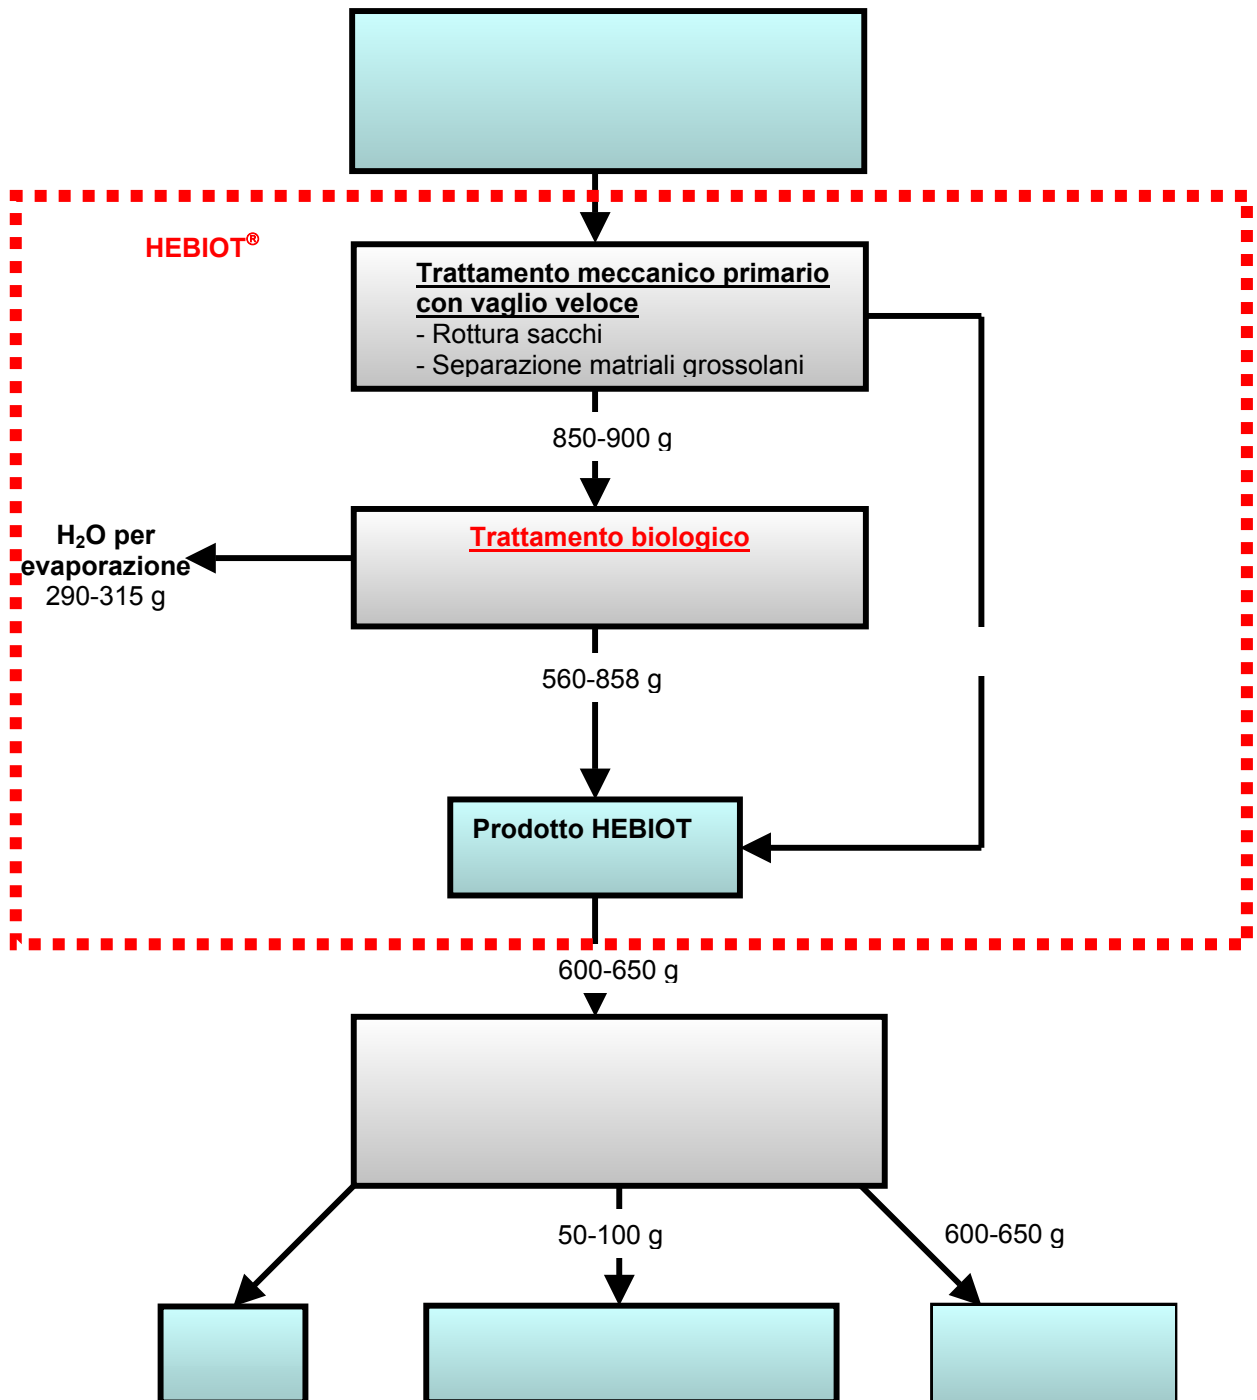 HEBIOT®
Trattamento meccanico primario
con vaglio veloce
- Rottura sacchi
- Separazione matriali grossolani
850-900 g
Trattamento biologico
H₂O per
evaporazione
290-315 g
560-858 g
Prodotto HEBIOT
600-650 g
50-100 g
600-650 g